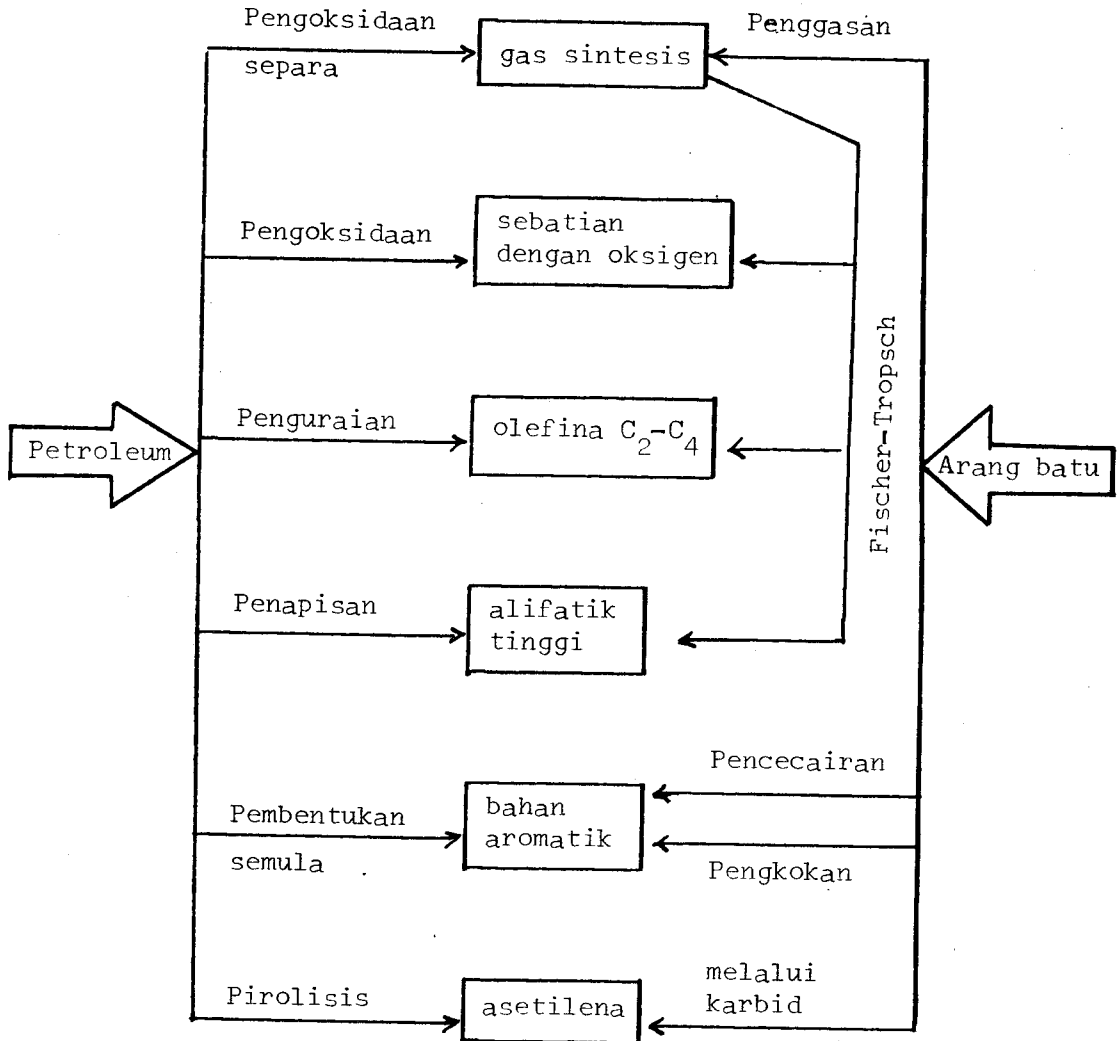 Pengoksidaan
separa
gas sintesis
Penggasan
Pengoksidaan
sebatian
dengan oksigen
Fischer-Tropsch
Petroleum
Penguraian
olefina C₂-C₄
Arang batu
Penapisan
alifatik
tinggi
Pencecairan
Pembentukan
semula
bahan
aromatik
Pengkokan
Pirolisis
asetilena
melalui
karbid